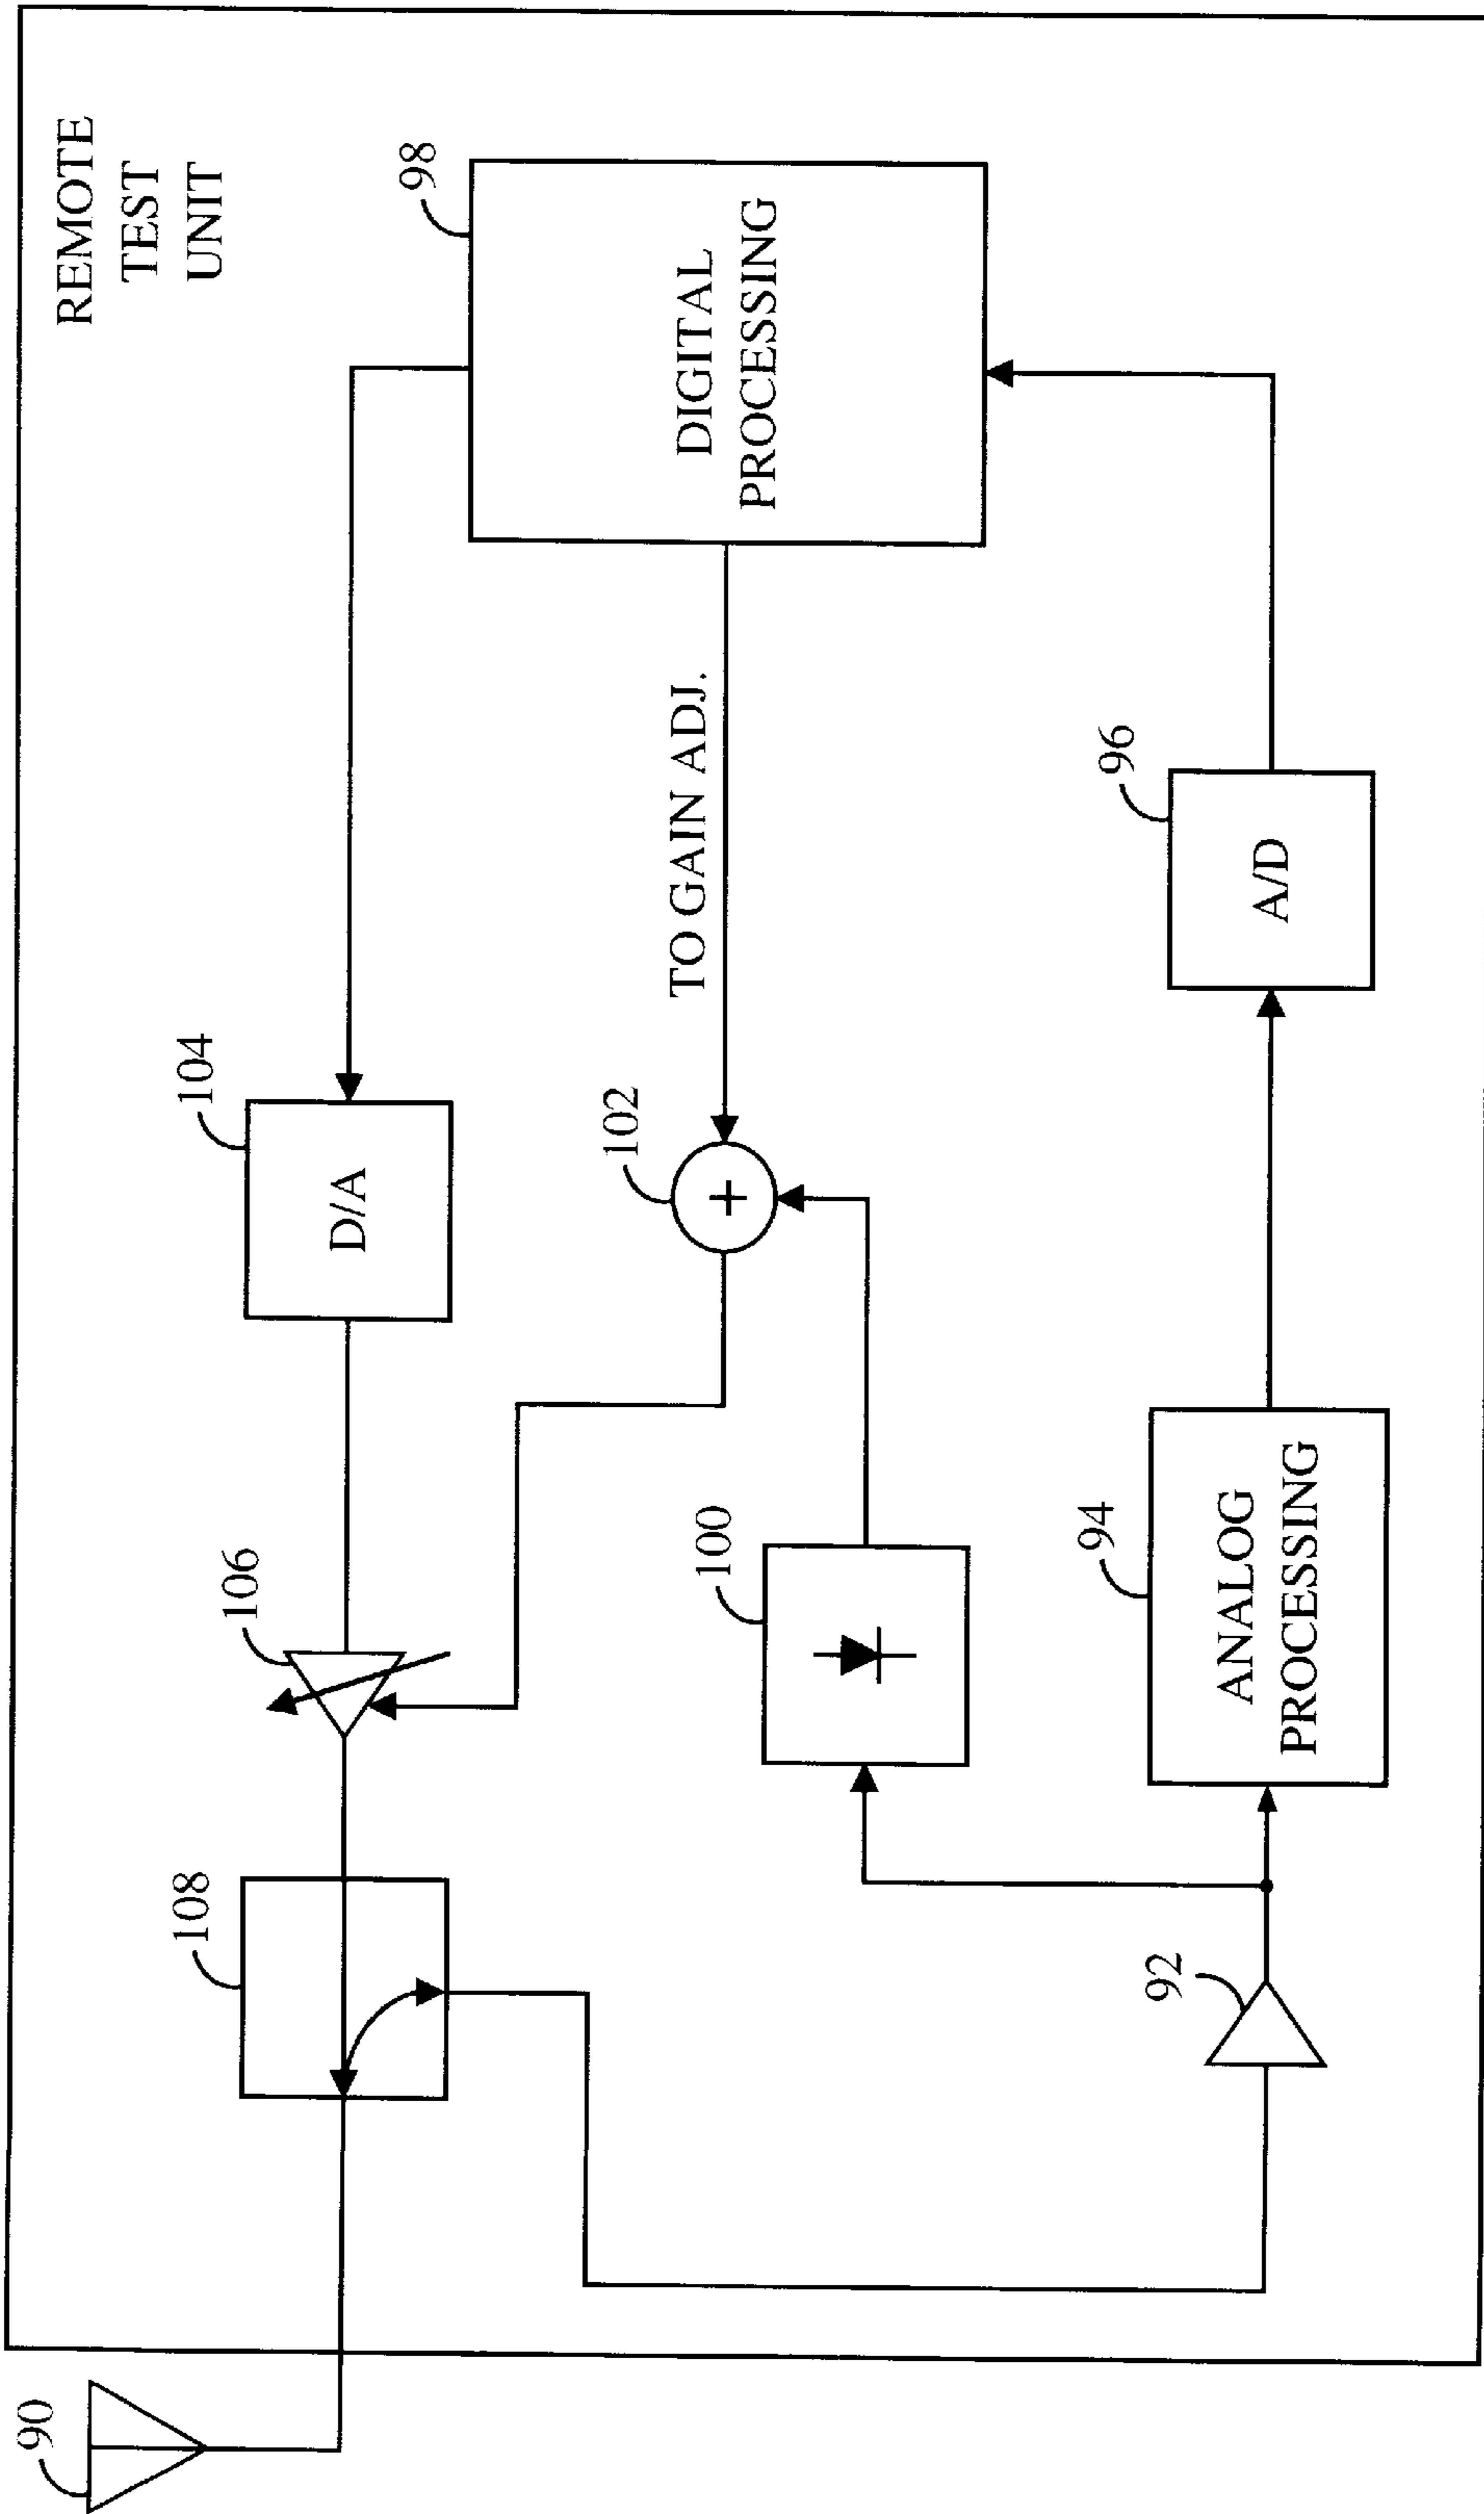 REMOTE
TEST
UNIT
90
108
106
104
98
D/A
DIGITAL
PROCESSING
TO GAIN ADJ.
102
100
92
94
96
ANALOG
PROCESSING
A/D